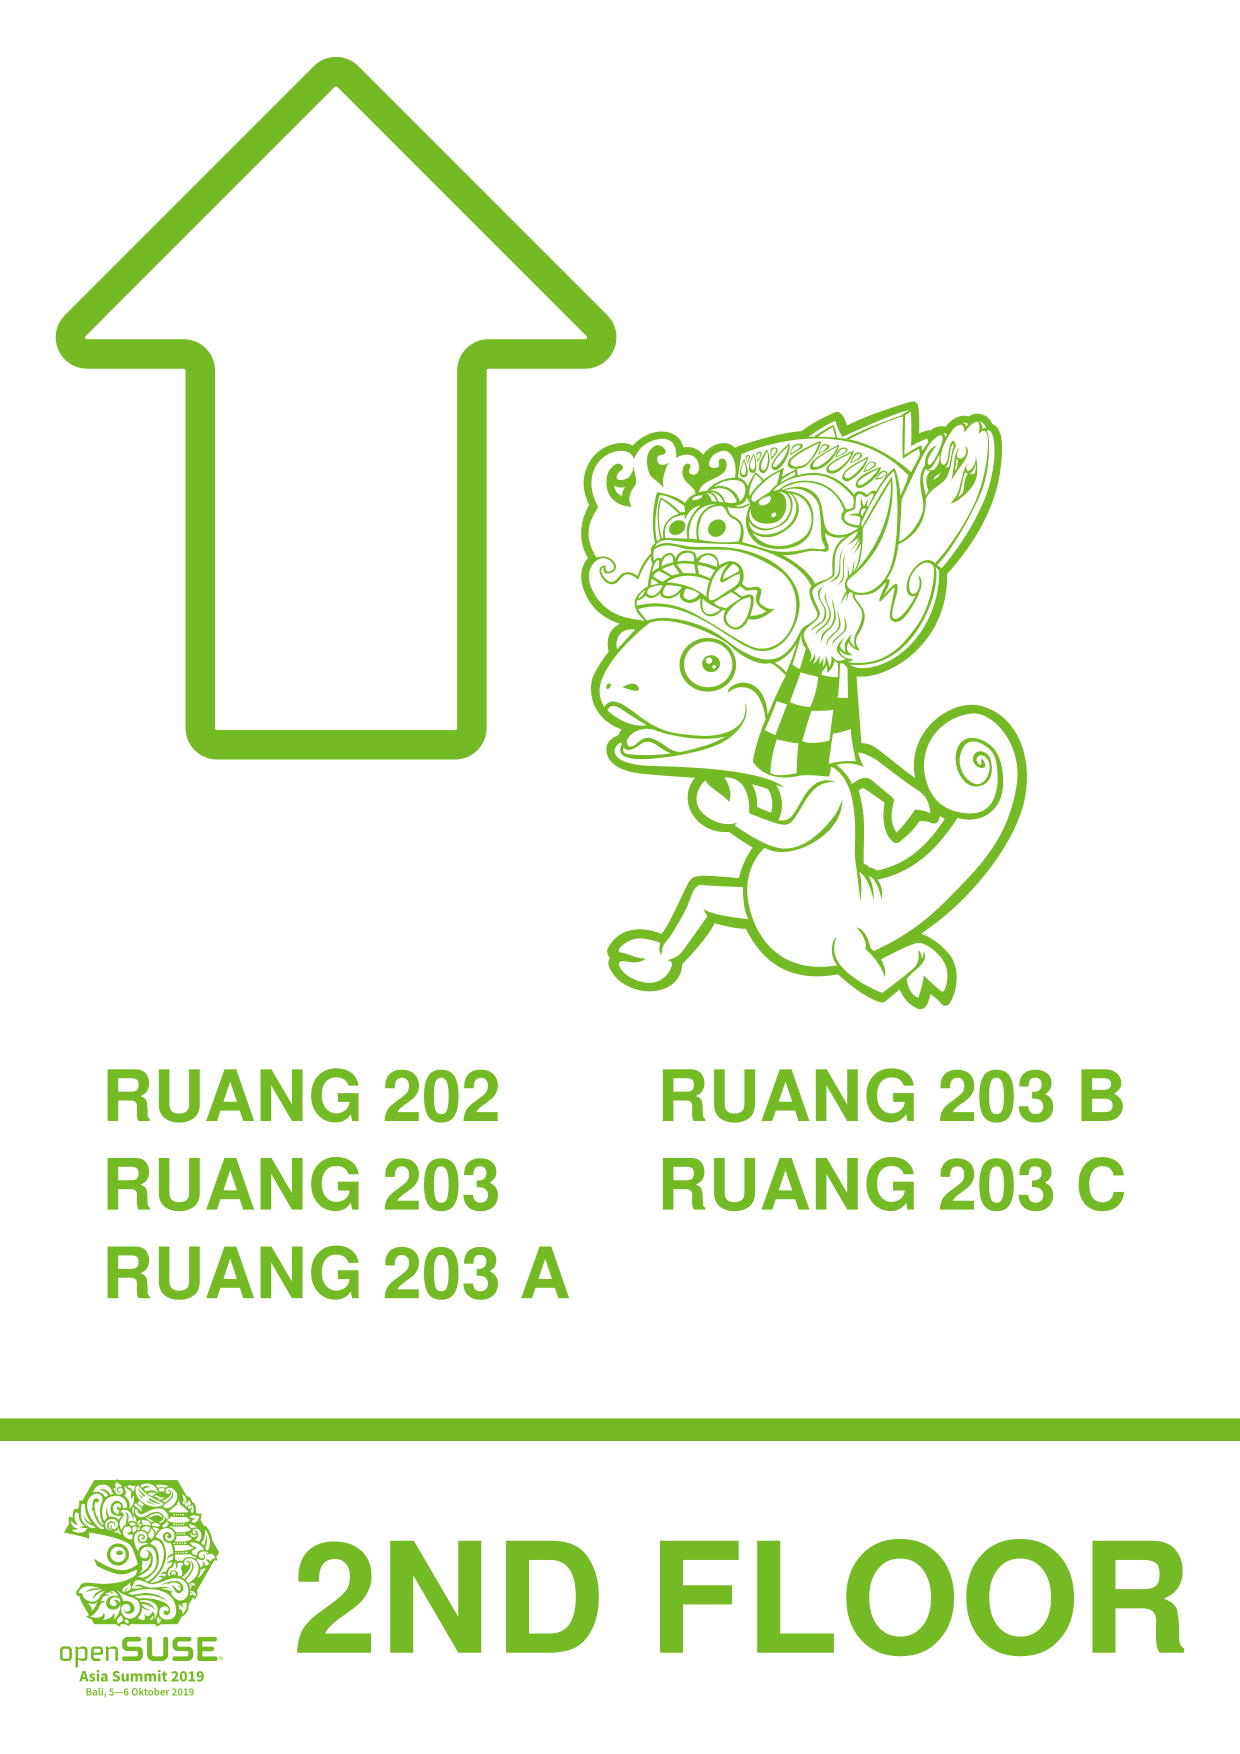 RUANG 202
RUANG 203
RUANG 203 A
RUANG 203 B
RUANG 203 C
2ND FLOOR
openSUSE
Asia Summit 2019
Bali, 5—6 Oktober 2019